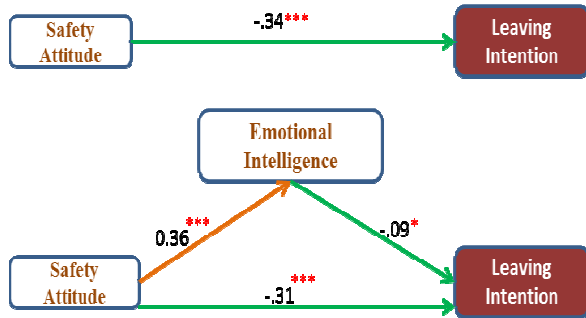 Safety
Attitude
-.34***
Leaving
Intention
Emotional
Intelligence
0.36***
-.09*
Safety
Attitude
-.31***
Leaving
Intention